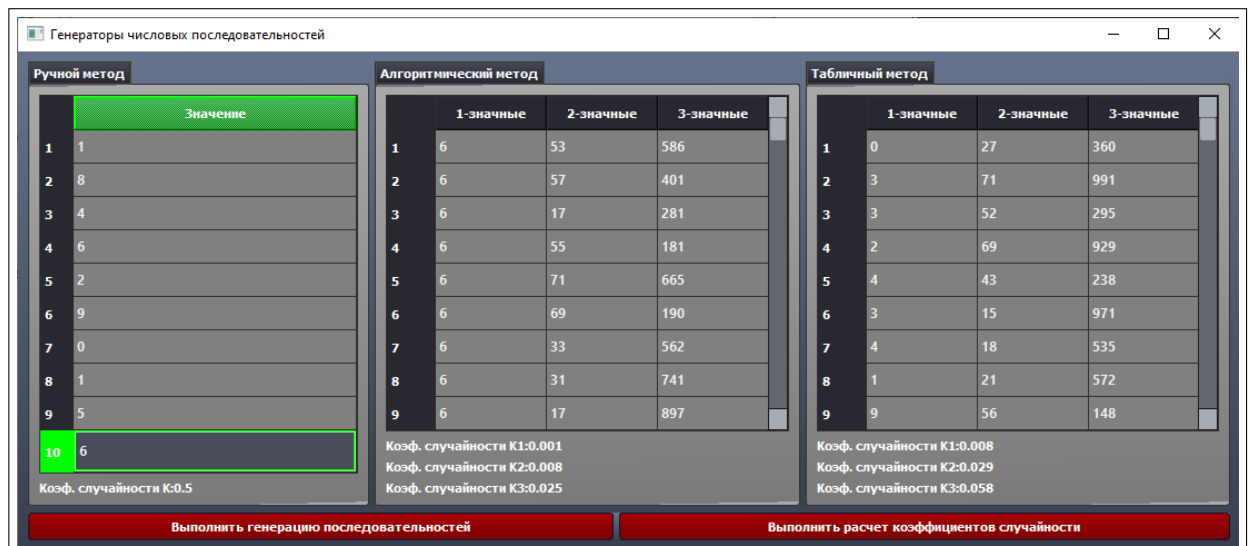 Генераторы числовых последовательностей
Ручной метод
Значение
1 1
2 8
3 4
4 6
5 2
6 9
7 0
8 1
9 5
10 6
Коэф. случайности К:0.5
Алгоритмический метод
1-значные 2-значные 3-значные
1 6 53 586
2 6 57 401
3 6 17 281
4 6 55 181
5 6 71 665
6 6 69 190
7 6 33 562
8 6 31 741
9 6 17 897
Коэф. случайности К1:0.001
Коэф. случайности К2:0.008
Коэф. случайности К3:0.025
Табличный метод
1-значные 2-значные 3-значные
1 0 27 360
2 3 71 991
3 3 52 295
4 2 69 929
5 4 43 238
6 3 15 971
7 4 18 535
8 1 21 572
9 9 56 148
Коэф. случайности К1:0.008
Коэф. случайности К2:0.029
Коэф. случайности К3:0.058
Выполнить генерацию последовательностей
Выполнить расчет коэффициентов случайности